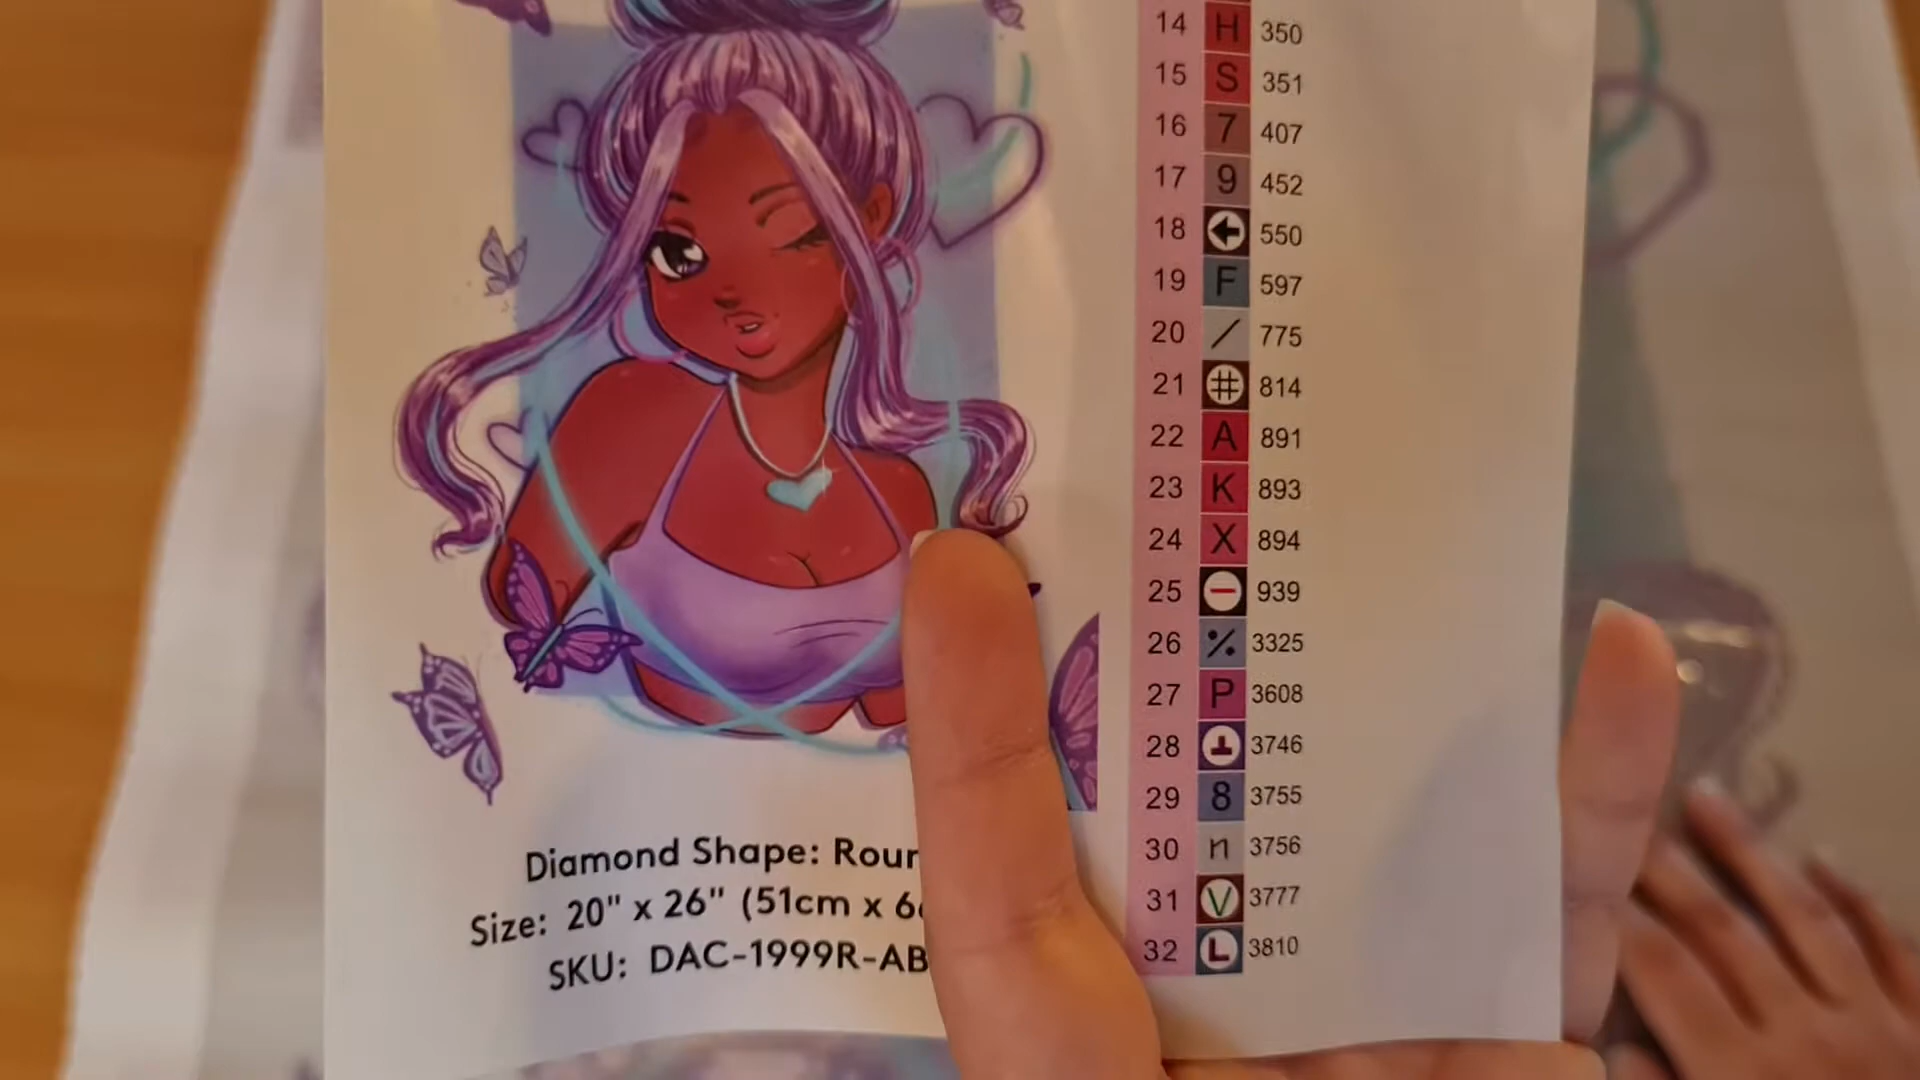 14 H 350
15 S 351
16 7 407
17 9 452
18 550
19 F 597
20 / 775
21 # 814
22 A 891
23 K 893
24 X 894
25 − 939
26 ⁒ 3325
27 P 3608
28 ⊥ 3746
29 8 3755
30 n 3756
31 V 3777
32 L 3810
Diamond Shape:
Size: 20" x 26" (51cm x
SKU: DAC-1999R-AB